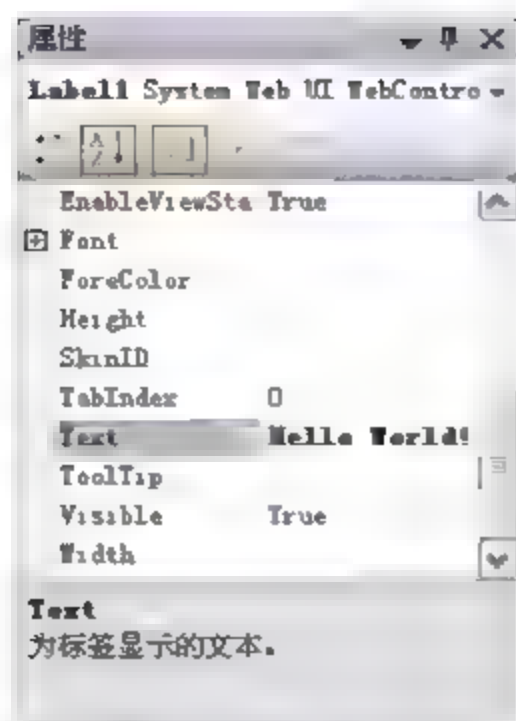 属性
Label1 System Web UI WebContro
EnableViewSta True
Font
ForeColor
Height
SkinID
TabIndex 0
Text Hello World!
ToolTip
Visible True
Width
Text
为标签显示的文本。